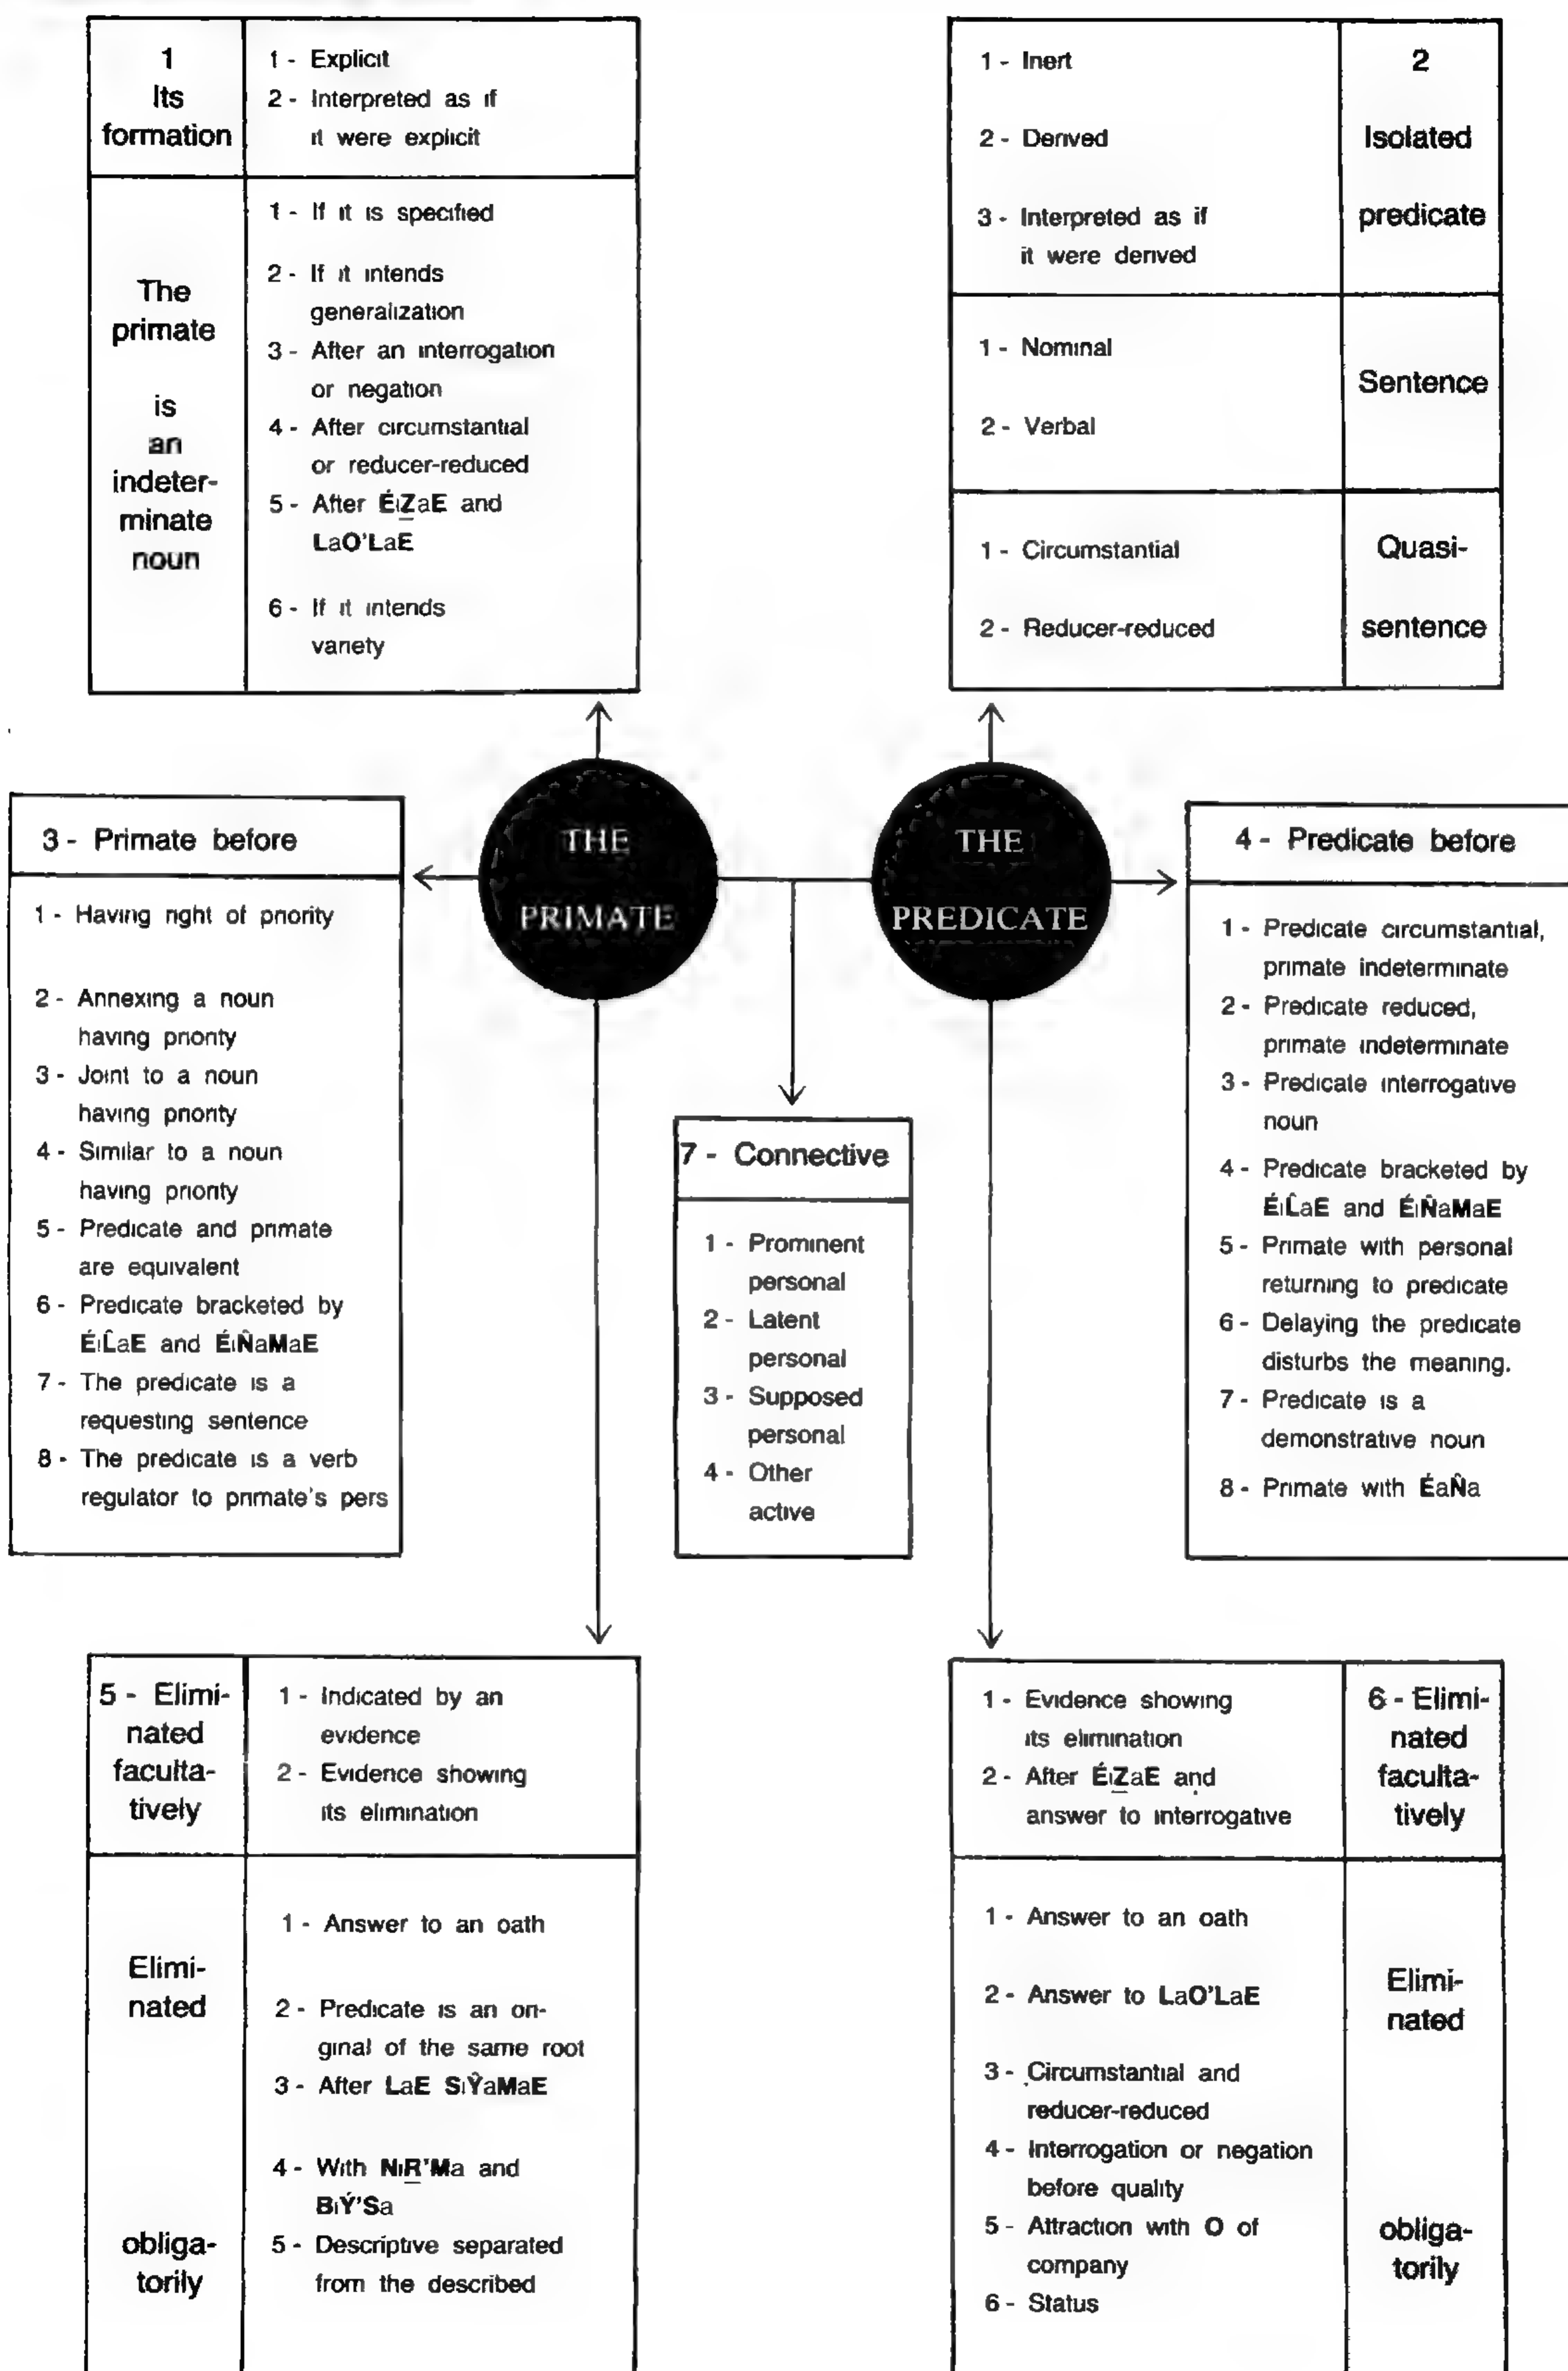 1
Its
formation
1 - Explicit
2 - Interpreted as if
it were explicit
The
primate
is
an
indeter-
minate
noun
1 - If it is specified
2 - If it intends
generalization
3 - After an interrogation
or negation
4 - After circumstantial
or reducer-reduced
5 - After ÉiẔaE and
LaO'LaE
6 - If it intends
variety
1 - Inert
2 - Derived
3 - Interpreted as if
it were derived
2
Isolated
predicate
1 - Nominal
2 - Verbal
Sentence
1 - Circumstantial
2 - Reducer-reduced
Quasi-
sentence
THE
PRIMATE
THE
PREDICATE
3 - Primate before
1 - Having right of priority
2 - Annexing a noun
having priority
3 - Joint to a noun
having priority
4 - Similar to a noun
having priority
5 - Predicate and primate
are equivalent
6 - Predicate bracketed by
ÉiL̂aE and ÉiN̂aMaE
7 - The predicate is a
requesting sentence
8 - The predicate is a verb
regulator to primate's pers
4 - Predicate before
1 - Predicate circumstantial,
primate indeterminate
2 - Predicate reduced,
primate indeterminate
3 - Predicate interrogative
noun
4 - Predicate bracketed by
ÉiL̂aE and ÉiN̂aMaE
5 - Primate with personal
returning to predicate
6 - Delaying the predicate
disturbs the meaning.
7 - Predicate is a
demonstrative noun
8 - Primate with ÉaN̂a
7 - Connective
1 - Prominent
personal
2 - Latent
personal
3 - Supposed
personal
4 - Other
active
5 - Elimi-
nated
faculta-
tively
1 - Indicated by an
evidence
2 - Evidence showing
its elimination
Elimi-
nated
obliga-
torily
1 - Answer to an oath
2 - Predicate is an ori-
ginal of the same root
3 - After LaE SiŶaMaE
4 - With NiR̲'Ma and
BiÝ'Sa
5 - Descriptive separated
from the described
1 - Evidence showing
its elimination
2 - After ÉiẔaE and
answer to interrogative
6 - Elimi-
nated
faculta-
tively
1 - Answer to an oath
2 - Answer to LaO'LaE
3 - Circumstantial and
reducer-reduced
4 - Interrogation or negation
before quality
5 - Attraction with O of
company
6 - Status
Elimi-
nated
obliga-
torily